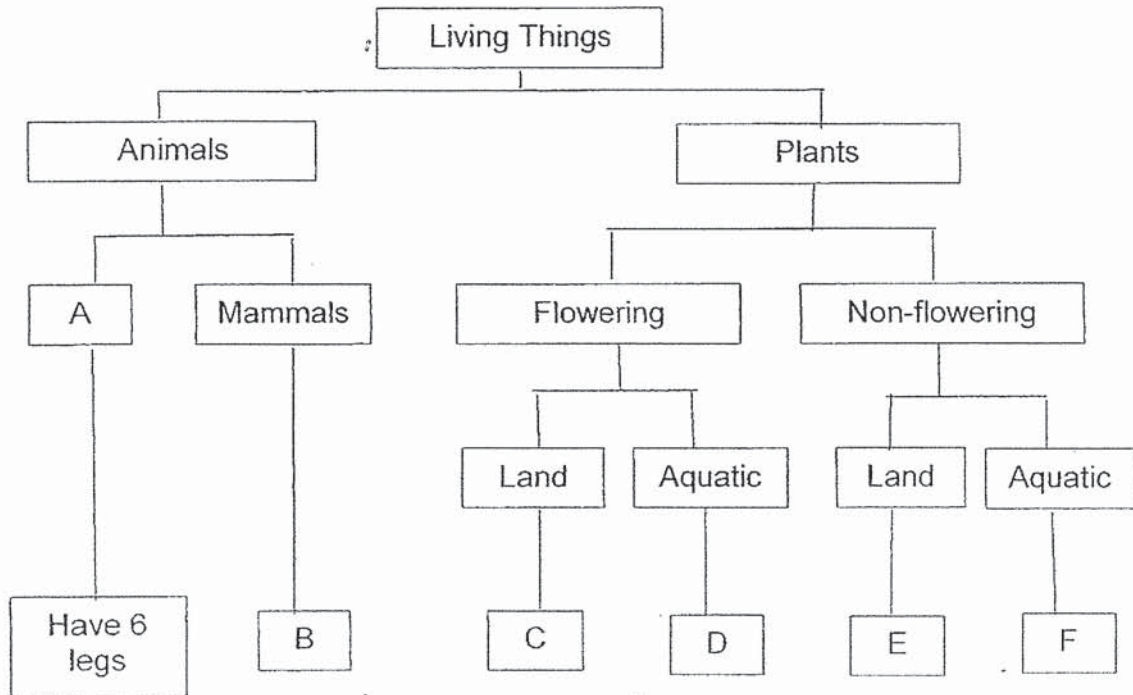 Living Things
Animals
Plants
A
Mammals
Flowering
Non-flowering
Land
Aquatic
Land
Aquatic
Have 6
legs
B
C
D
E
F